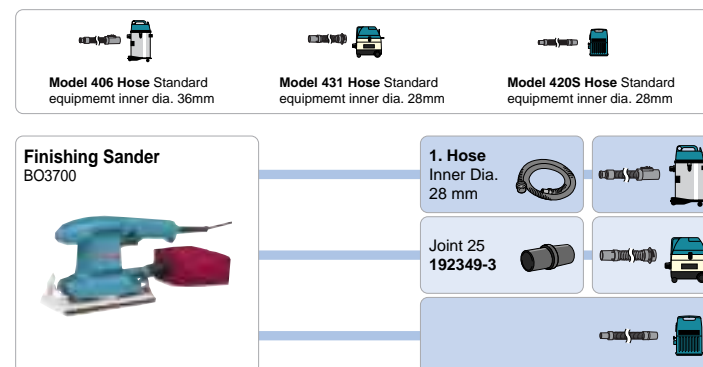 Model 406 Hose Standard
equipmemt inner dia. 36mm
Model 431 Hose Standard
equipmemt inner dia. 28mm
Model 420S Hose Standard
equipmemt inner dia. 28mm
Finishing Sander
BO3700
1. Hose
Inner Dia.
28 mm
Joint 25
192349-3